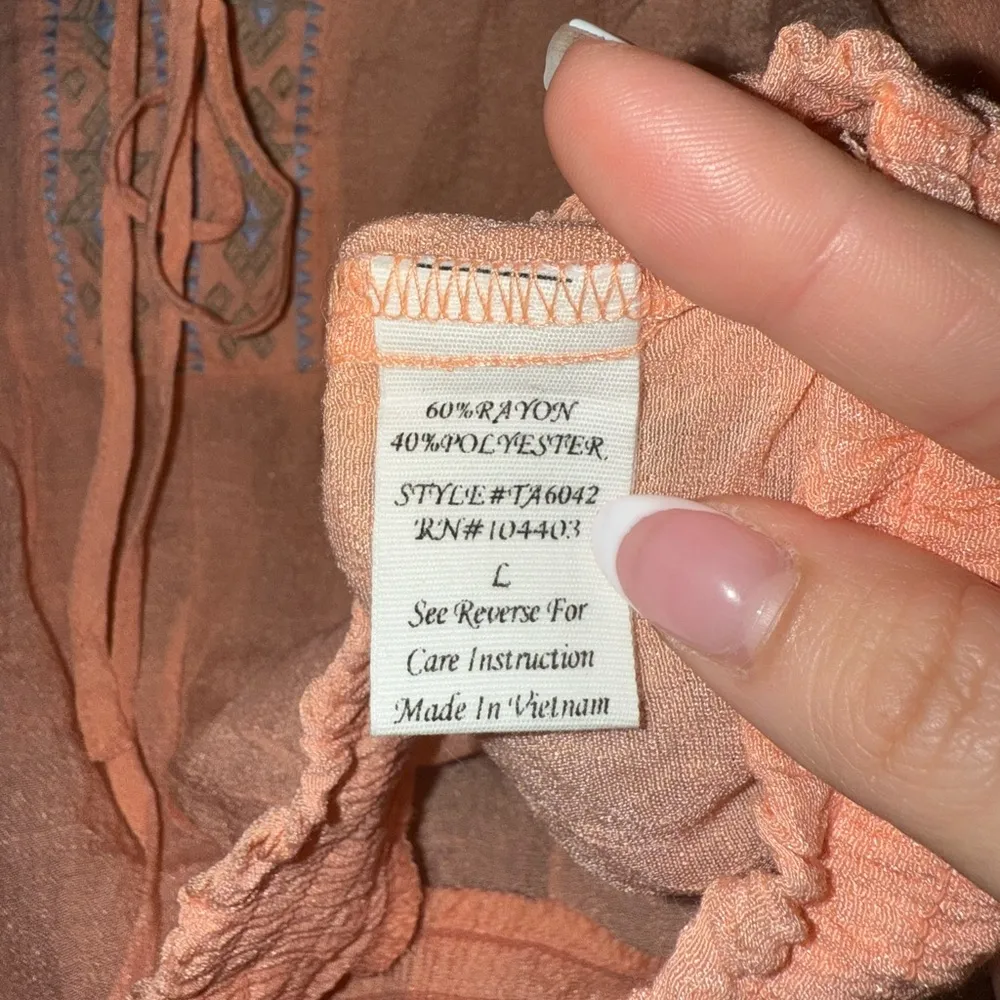 60%RAYON
40%POLYESTER
STYLE#TA6042
RN#104403
L
See Reverse For
Care Instruction
Made In Vietnam